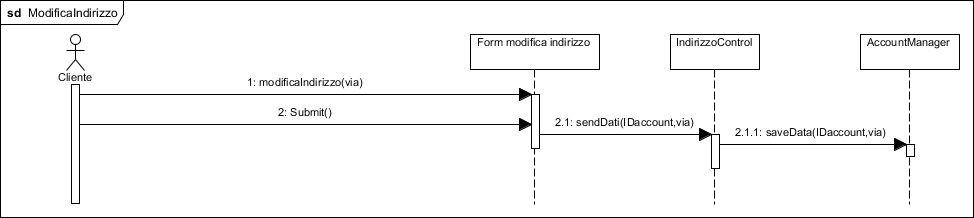 sd ModificaIndirizzo
Form modifica indirizzo
IndirizzoControl
AccountManager
Cliente
1: modificaIndirizzo(via)
2: Submit()
2.1: sendDati(IDaccount,via)
2.1.1: saveData(IDaccount,via)